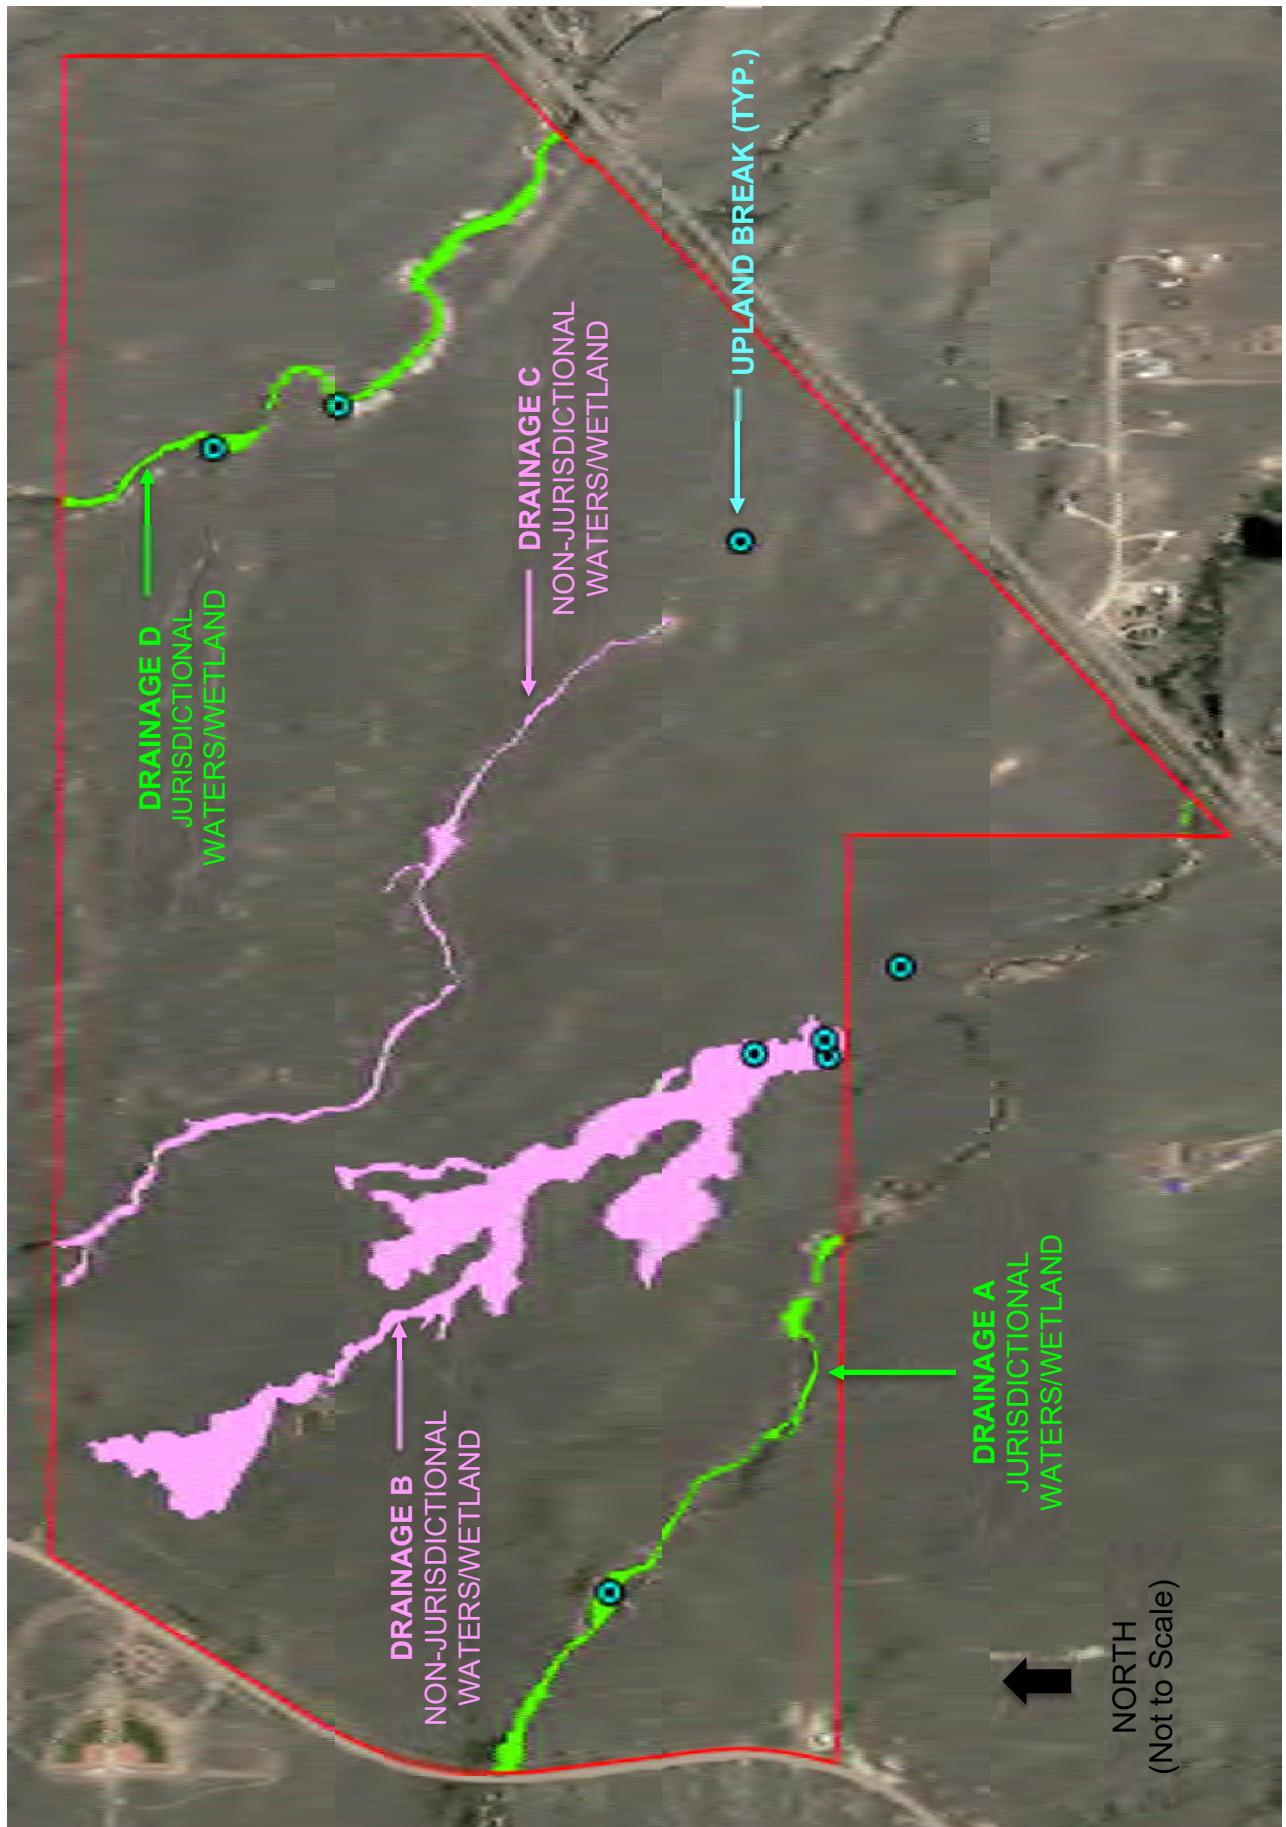 DRAINAGE D
JURISDICTIONAL
WATERS/WETLAND
DRAINAGE B
NON-JURISDICTIONAL
WATERS/WETLAND
DRAINAGE C
NON-JURISDICTIONAL
WATERS/WETLAND
UPLAND BREAK (TYP.)
DRAINAGE A
JURISDICTIONAL
WATERS/WETLAND
NORTH
(Not to Scale)